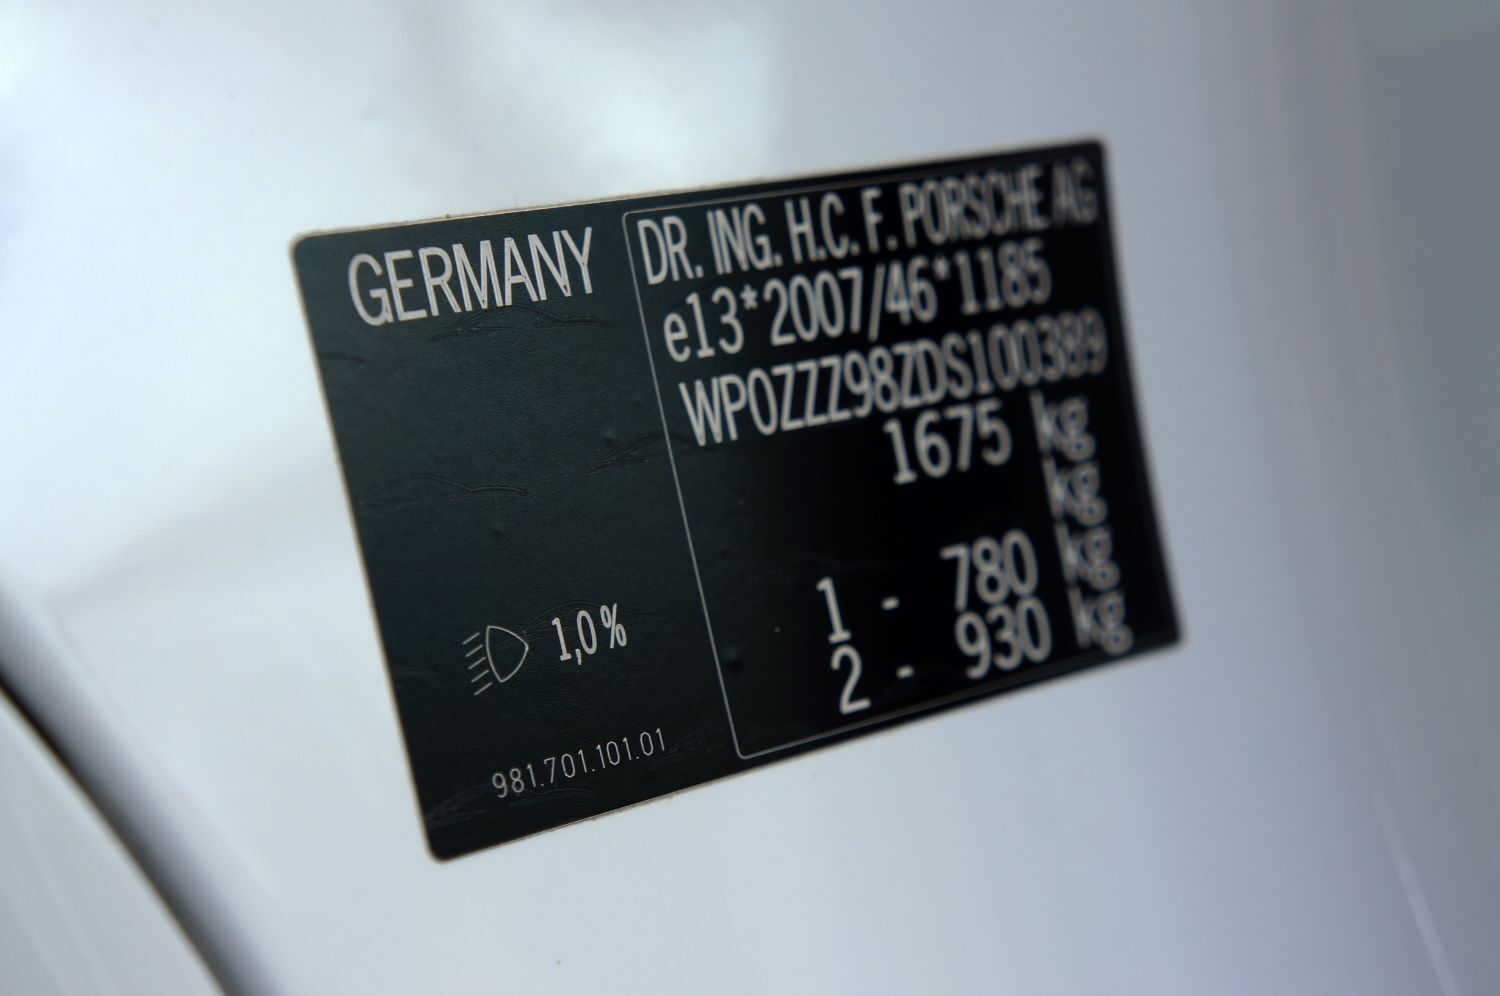 GERMANY
DR. ING. H.C. F. PORSCHE AG
e13*2007/46*1185
WP0ZZZ98ZDS100389
1675 kg
kg
1 - 780 kg
2 - 930 kg
1,0%
981.701.101.01